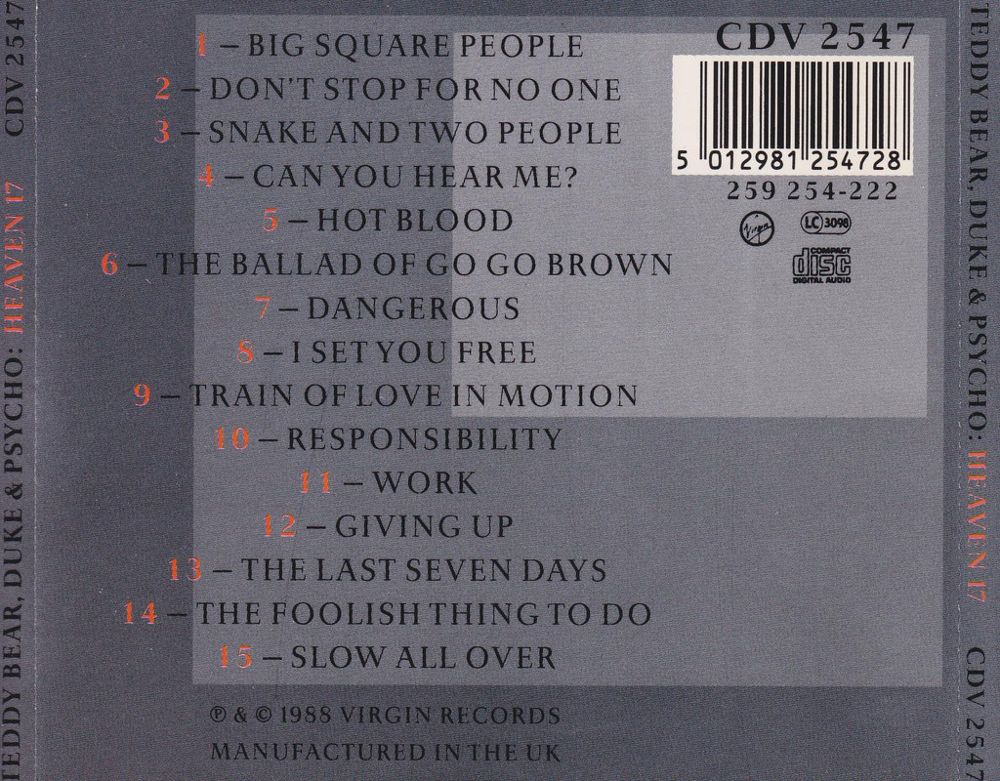 CDV 2547
TEDDY BEAR, DUKE & PSYCHO: HEAVEN 17
1 – BIG SQUARE PEOPLE
2 – DON'T STOP FOR NO ONE
3 – SNAKE AND TWO PEOPLE
4 – CAN YOU HEAR ME?
5 – HOT BLOOD
6 – THE BALLAD OF GO GO BROWN
7 – DANGEROUS
8 – I SET YOU FREE
9 – TRAIN OF LOVE IN MOTION
10 – RESPONSIBILITY
11 – WORK
12 – GIVING UP
13 – THE LAST SEVEN DAYS
14 – THE FOOLISH THING TO DO
15 – SLOW ALL OVER
℗ & © 1988 VIRGIN RECORDS
MANUFACTURED IN THE UK
CDV 2547
5 012981 254728
259 254-222
Virgin
LC 3098
COMPACT
disc
DIGITAL AUDIO
TEDDY BEAR, DUKE & PSYCHO: HEAVEN 17
CDV 2547